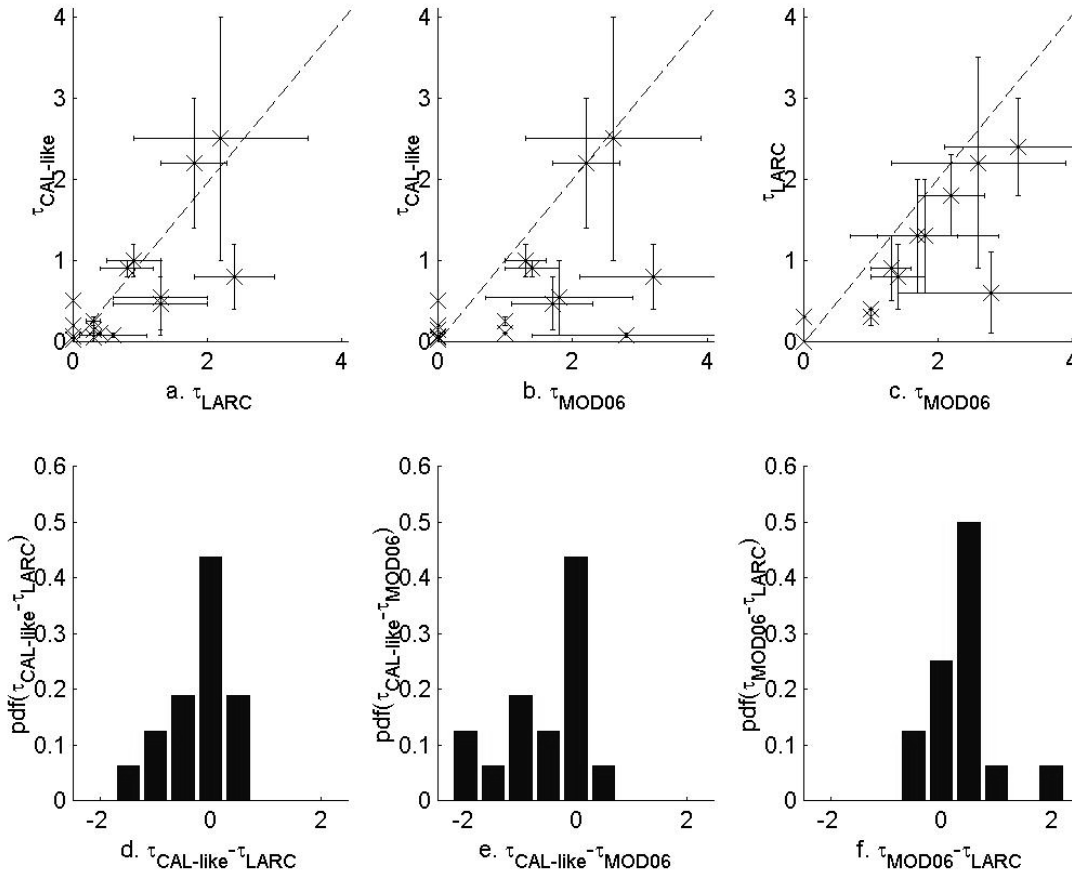 4
3
2
1
0
τCAL-like
0 2 4
a. τLARC
4
3
2
1
0
τCAL-like
0 2 4
b. τMOD06
4
3
2
1
0
τLARC
0 2 4
c. τMOD06
0.6
0.5
0.4
0.3
0.2
0.1
0
pdf(τCAL-like-τLARC)
-2 0 2
d. τCAL-like-τLARC
0.6
0.5
0.4
0.3
0.2
0.1
0
pdf(τCAL-like-τMOD06)
-2 0 2
e. τCAL-like-τMOD06
0.6
0.5
0.4
0.3
0.2
0.1
0
pdf(τMOD06-τLARC)
-2 0 2
f. τMOD06-τLARC